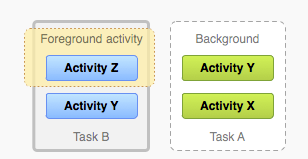 Foreground activity
Activity Z
Activity Y
Task B
Background
Activity Y
Activity X
Task A